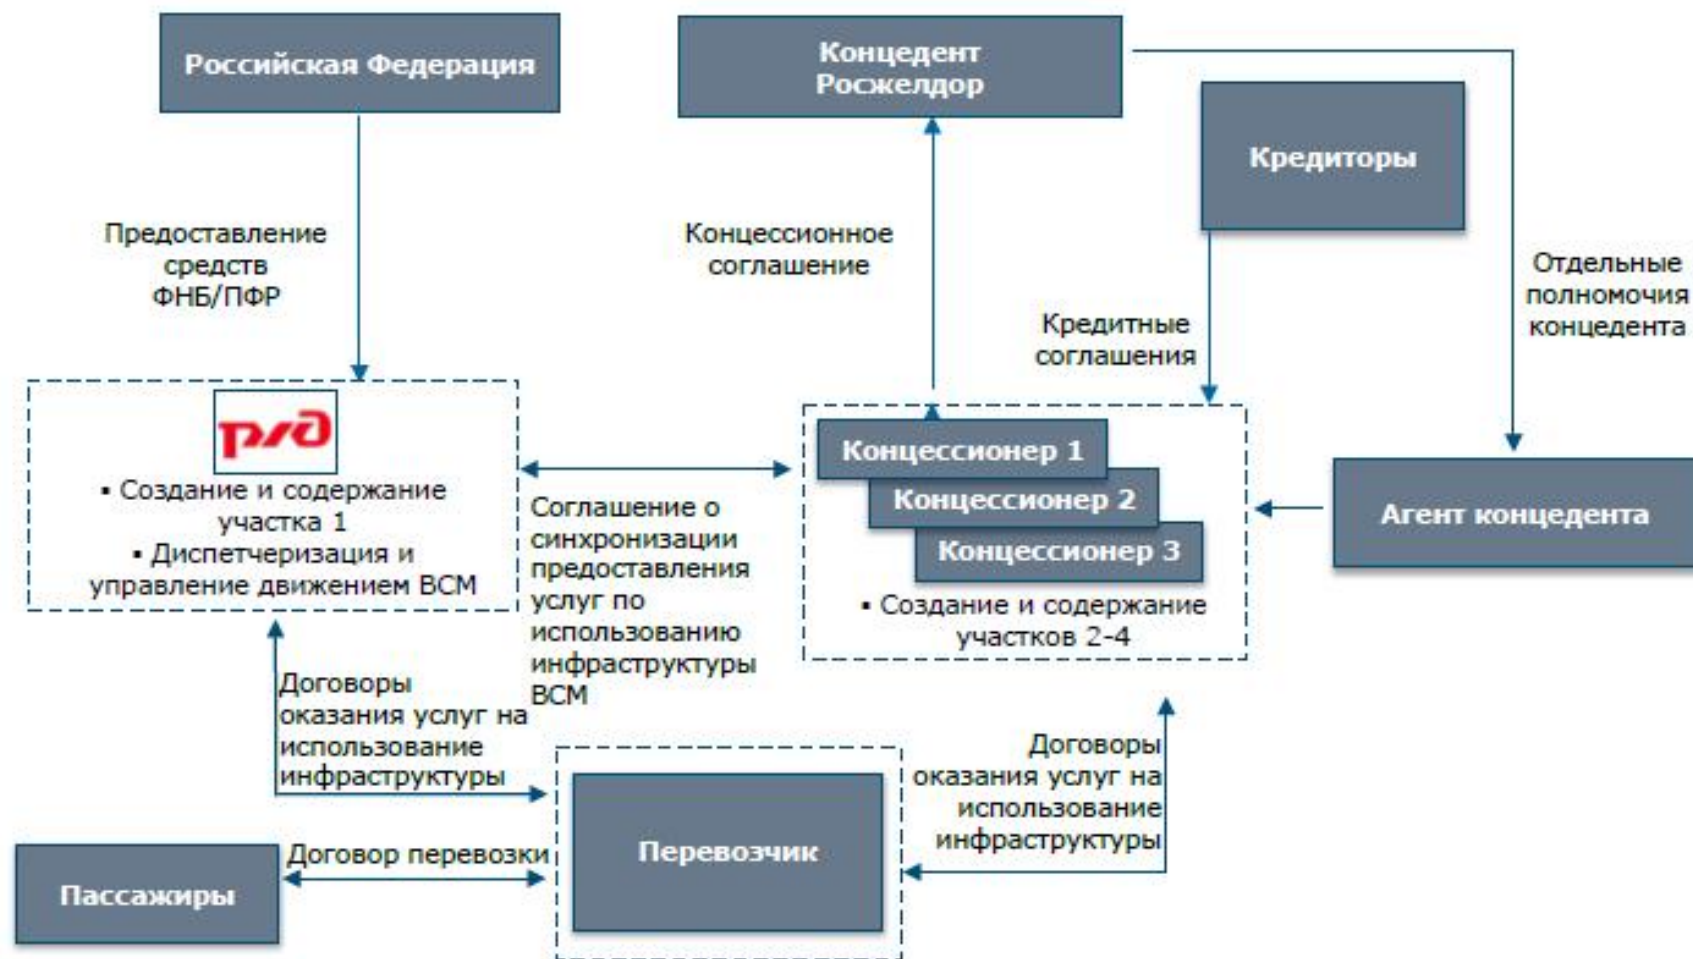 Российская Федерация
Концедент
Росжелдор
Кредиторы
Предоставление
средств
ФНБ/ПФР
Концессионное
соглашение
Кредитные
соглашения
Отдельные
полномочия
концедента
ржд
▪ Создание и содержание
участка 1
▪ Диспетчеризация и
управление движением ВСМ
Соглашение о
синхронизации
предоставления
услуг по
использованию
инфраструктуры
ВСМ
Концессионер 1
Концессионер 2
Концессионер 3
▪ Создание и содержание
участков 2-4
Агент концедента
Договоры
оказания услуг на
использование
инфраструктуры
Договоры
оказания услуг на
использование
инфраструктуры
Пассажиры
Договор перевозки
Перевозчик